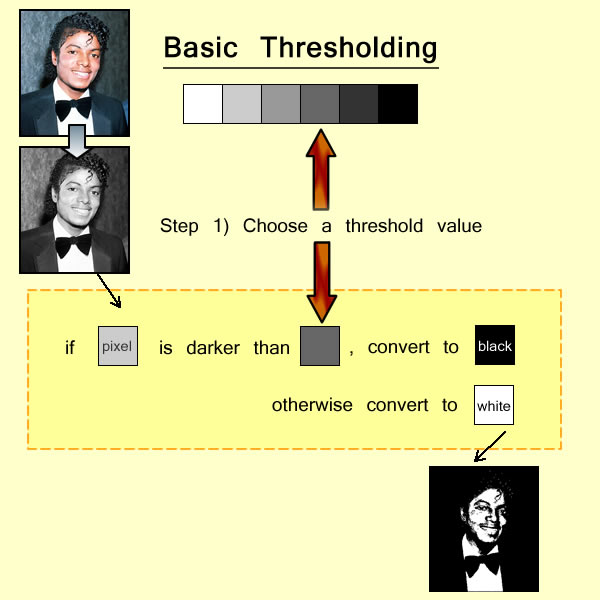 Basic Thresholding
Step 1) Choose a threshold value
if pixel is darker than , convert to black
otherwise convert to white